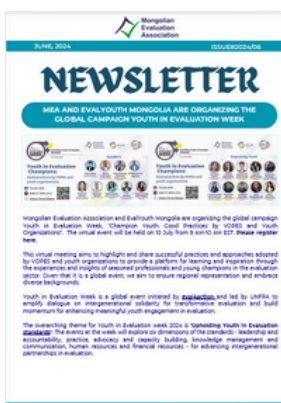 Mongolian
Evaluation
Association
JUNE, 2024
ISSUE#2024/06
NEWSLETTER
MEA AND EVALYOUTH MONGOLIA ARE ORGANIZING THE
GLOBAL CAMPAIGN YOUTH IN EVALUATION WEEK
Youth in Evaluation
Champions:
Youth in Evaluation
Champions:
Mongolian Evaluation Association and EvalYouth Mongolia are organizing the global campaign
Youth in Evaluation Week, "Champion Youth Good Practices by VOPES and Youth
Organizations". The virtual event will be held on 10 July from 9 AM-10 AM EST. Please register
here.
This virtual meeting aims to highlight and share successful practices and approaches adopted
by VOPES and youth organizations to provide a platform for learning and inspiration through
the experiences and insights of seasoned professionals and young champions in the evaluation
sector. Given that it is a global event, we aim to ensure regional representation and embrace
diverse backgrounds.
Youth in Evaluation Week is a global event initiated by Eval4Action and led by UNFPA to
amplify dialogue on intergenerational solidarity for transformative evaluation and build
momentum for enhancing meaningful youth engagement in evaluation.
The overarching theme for Youth in Evaluation week 2024 is 'Upholding Youth in Evaluation
standards'. The events at the week will explore six dimensions of the standards - leadership and
accountability, practice, advocacy and capacity building, knowledge management and
communication, human resources and financial resources - for advancing intergenerational
partnerships in evaluation.